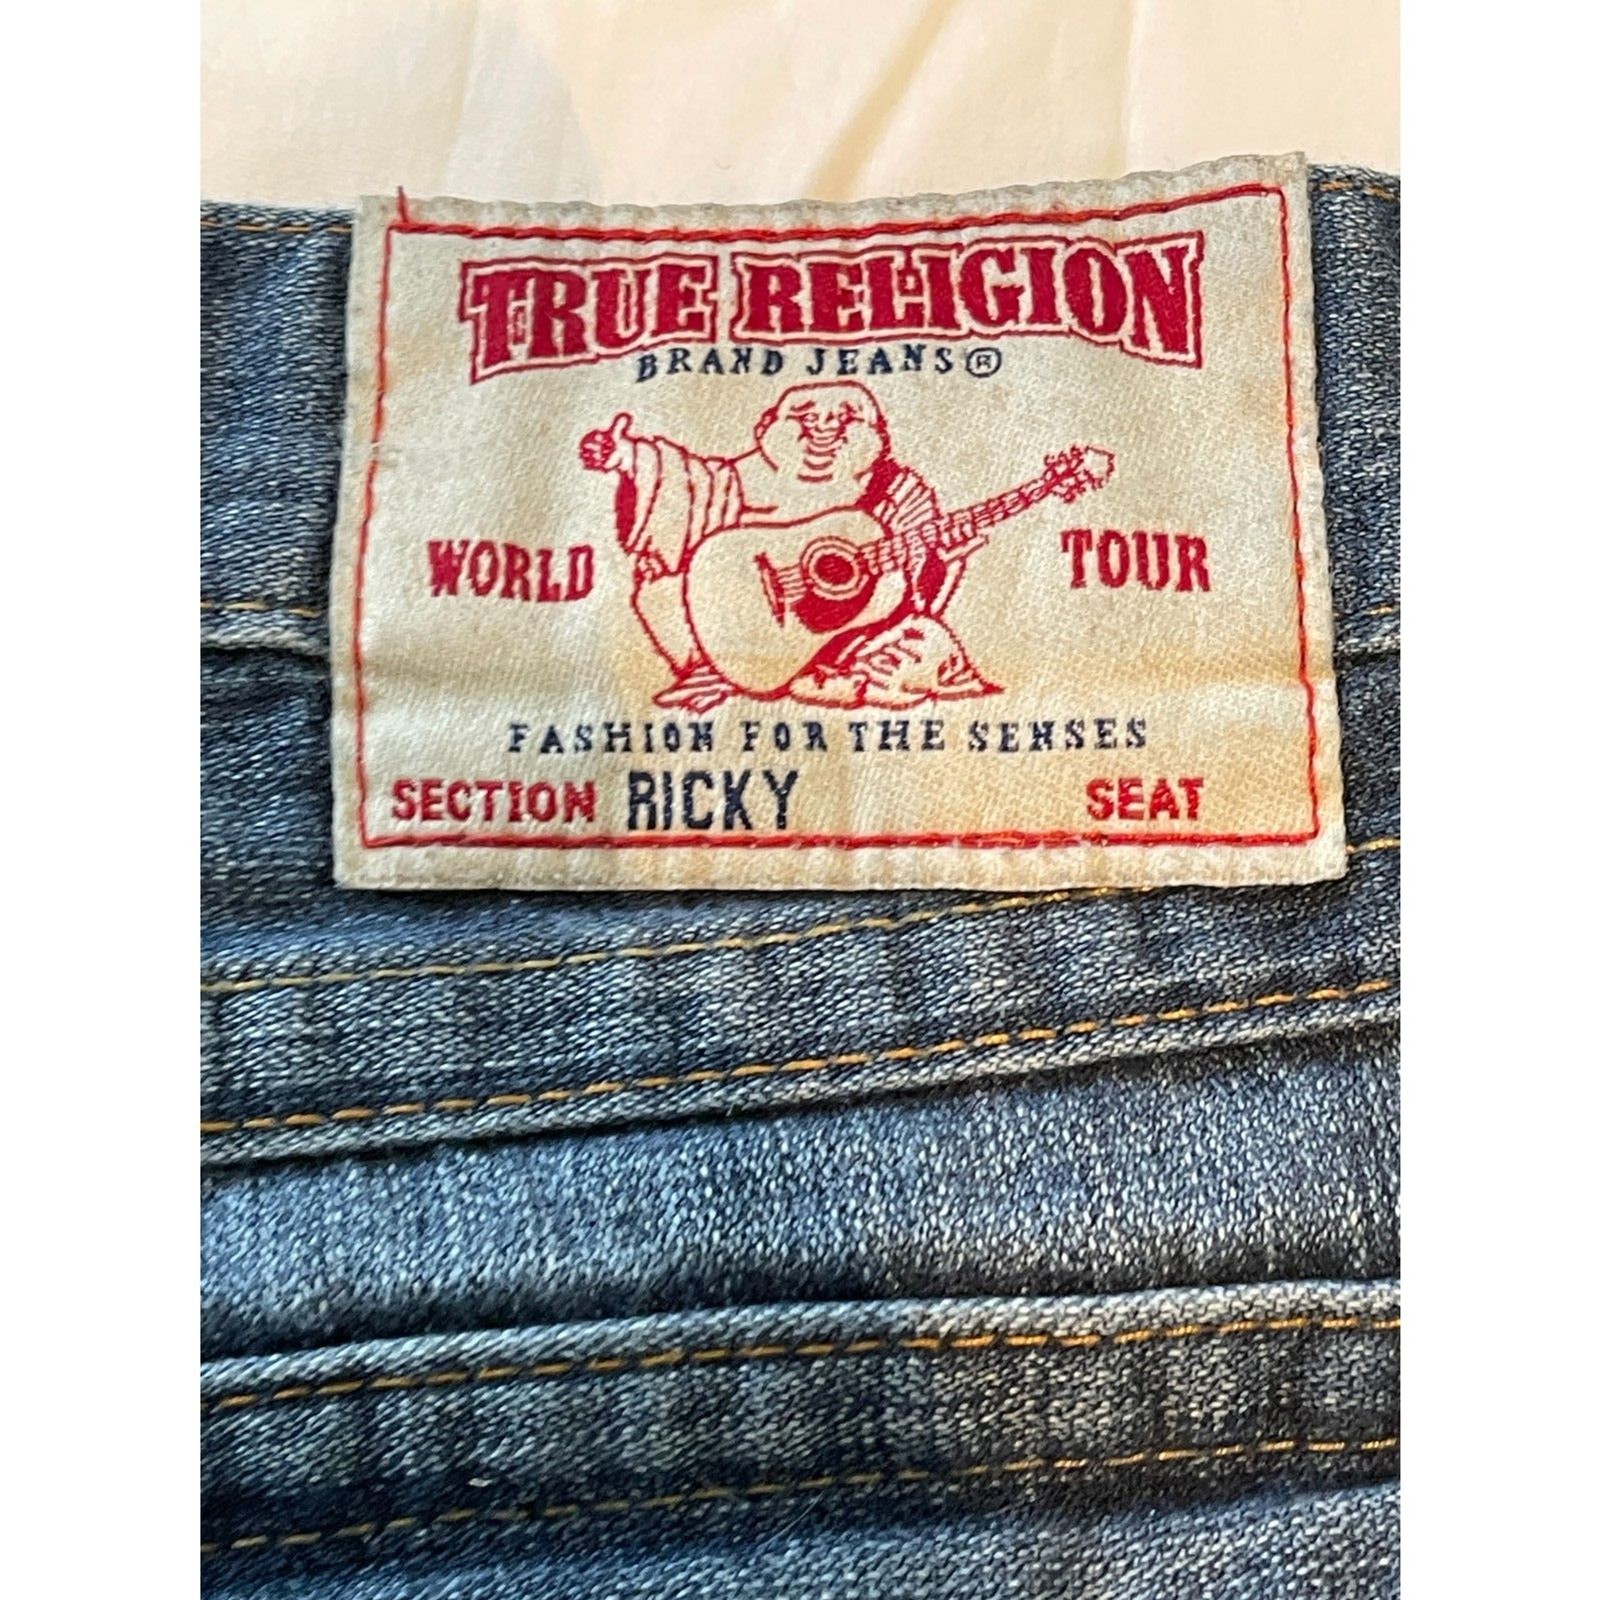 TRUE RELIGION
BRAND JEANS®
WORLD TOUR
FASHION FOR THE SENSES
SECTION RICKY SEAT